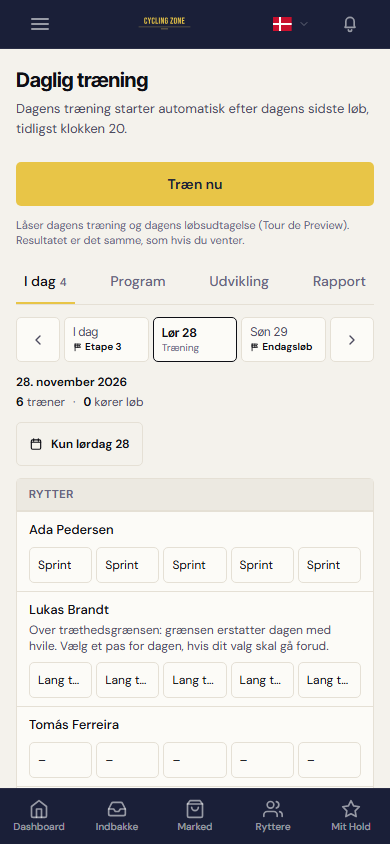 CYCLING ZONE
Daglig træning
Dagens træning starter automatisk efter dagens sidste løb,
tidligst klokken 20.
Træn nu
Låser dagens træning og dagens løbsudtagelse (Tour de Preview).
Resultatet er det samme, som hvis du venter.
I dag 4 Program Udvikling Rapport
I dag Lør 28 Søn 29
Etape 3 Træning Endagsløb
28. november 2026
6 træner · 0 kører løb
Kun lørdag 28
RYTTER
Ada Pedersen
Sprint Sprint Sprint Sprint Sprint
Lukas Brandt
Over træthedsgrænsen: grænsen erstatter dagen med
hvile. Vælg et pas for dagen, hvis dit valg skal gå forud.
Lang t... Lang t... Lang t... Lang t... Lang t...
Tomás Ferreira
– – – – –
Dashboard Indbakke Marked Ryttere Mit Hold